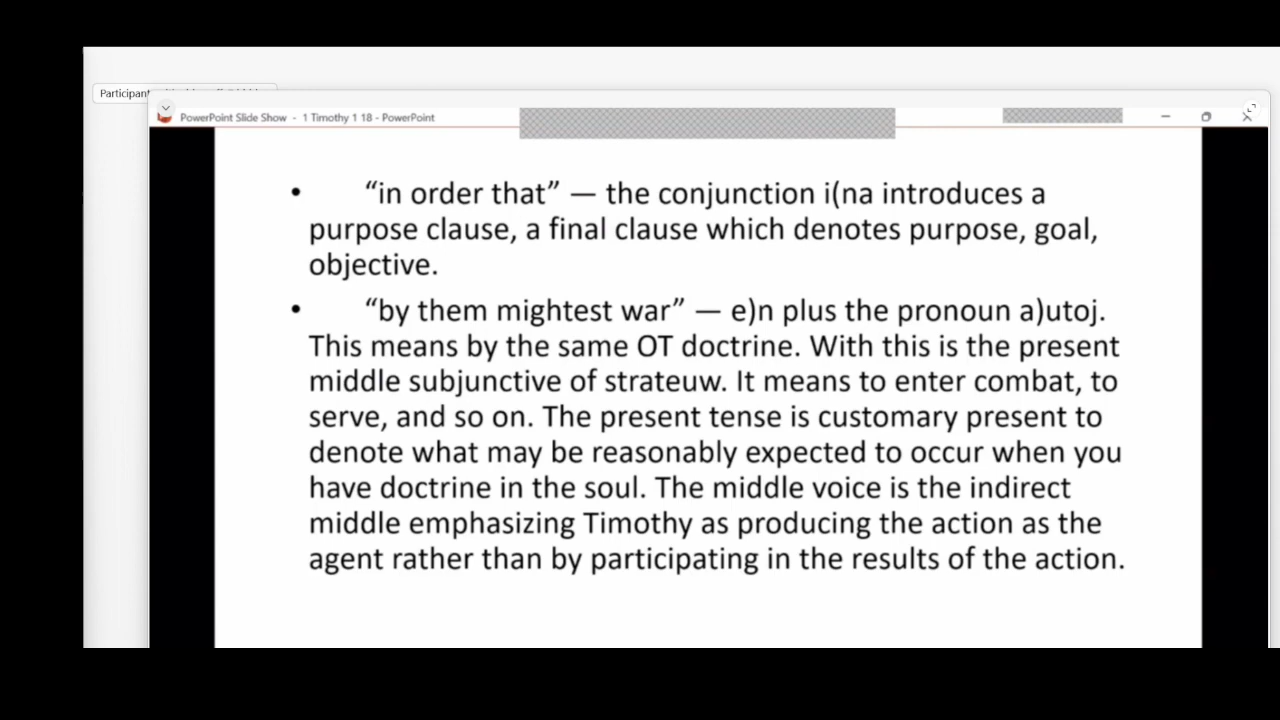 Participant
PowerPoint Slide Show - 1 Timothy 1 18 - PowerPoint
• “in order that” — the conjunction i(na introduces a
purpose clause, a final clause which denotes purpose, goal,
objective.
• “by them mightest war” — e)n plus the pronoun a)utoj.
This means by the same OT doctrine. With this is the present
middle subjunctive of strateuw. It means to enter combat, to
serve, and so on. The present tense is customary present to
denote what may be reasonably expected to occur when you
have doctrine in the soul. The middle voice is the indirect
middle emphasizing Timothy as producing the action as the
agent rather than by participating in the results of the action.